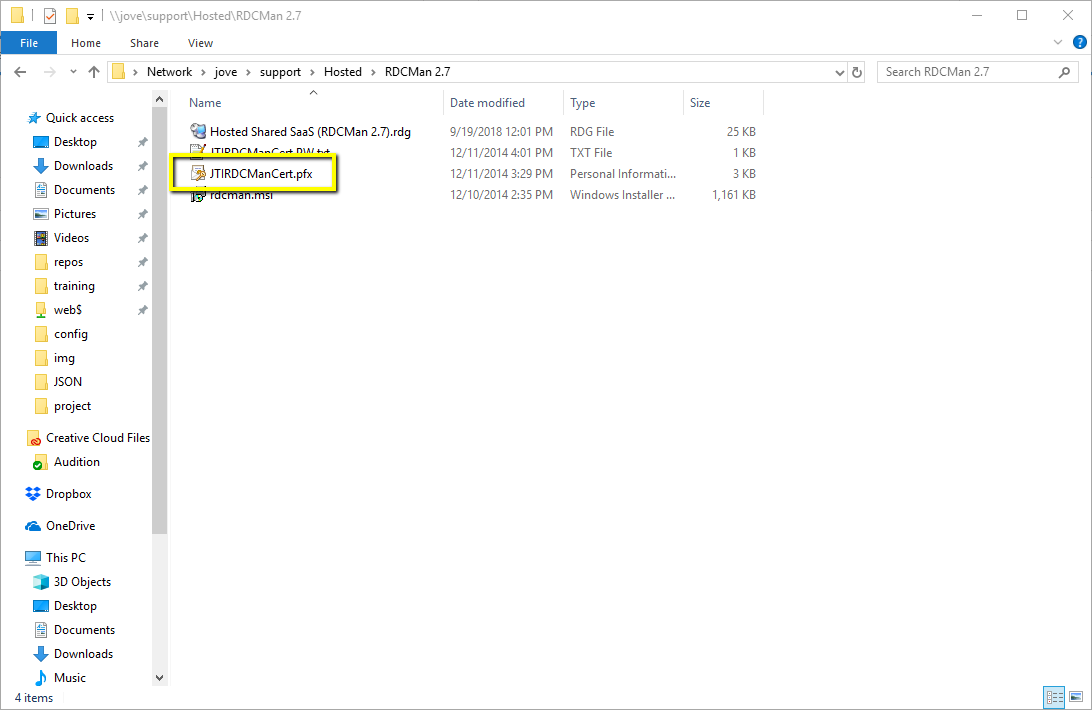 \\jove\support\Hosted\RDCMan 2.7
File Home Share View
Network jove support Hosted RDCMan 2.7
Search RDCMan 2.7
Name Date modified Type Size
Hosted Shared SaaS (RDCMan 2.7).rdg 9/19/2018 12:01 PM RDG File 25 KB
JTIRDCManCert PW.txt 12/11/2014 4:01 PM TXT File 1 KB
JTIRDCManCert.pfx 12/11/2014 3:29 PM Personal Informati... 3 KB
rdcman.msi 12/10/2014 2:35 PM Windows Installer ... 1,161 KB
Quick access
Desktop
Downloads
Documents
Pictures
Videos
repos
training
web$
config
img
JSON
project
Creative Cloud Files
Audition
Dropbox
OneDrive
This PC
3D Objects
Desktop
Documents
Downloads
Music
4 items